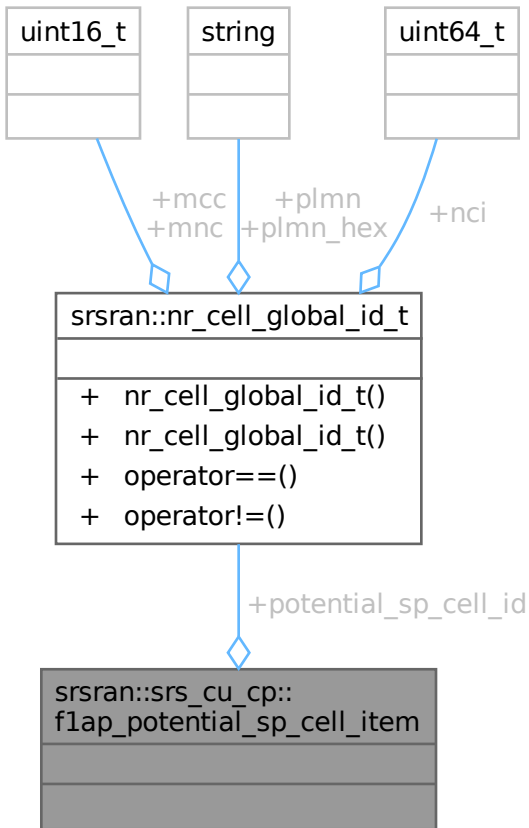 uint16_t
string
uint64_t
+mcc
+mnc
+plmn
+plmn_hex
+nci
srsran::nr_cell_global_id_t
+ nr_cell_global_id_t()
+ nr_cell_global_id_t()
+ operator==()
+ operator!=()
+potential_sp_cell_id
srsran::srs_cu_cp::
f1ap_potential_sp_cell_item